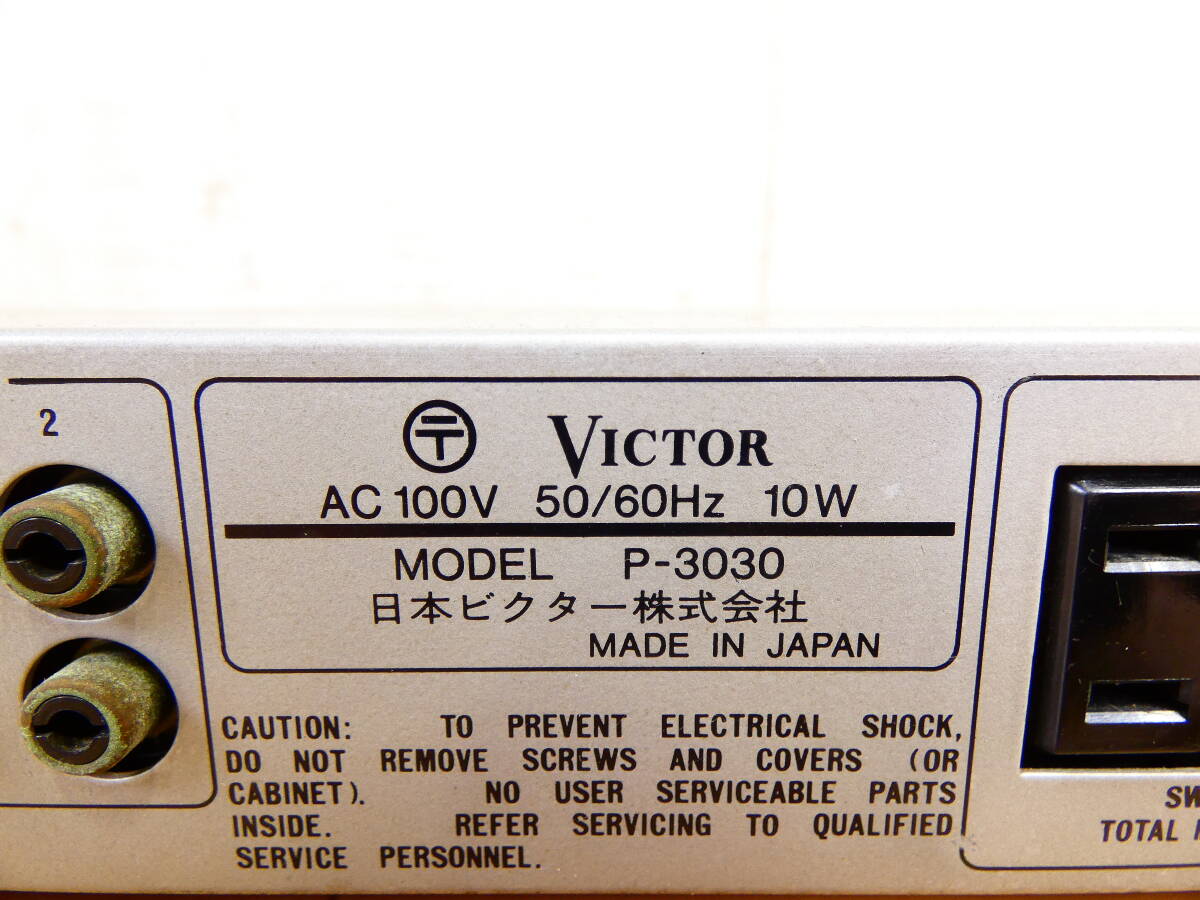 2
VICTOR
AC 100V 50/60Hz 10W
MODEL P-3030
日本ビクター株式会社
MADE IN JAPAN
CAUTION: TO PREVENT ELECTRICAL SHOCK,
DO NOT REMOVE SCREWS AND COVERS (OR
CABINET). NO USER SERVICEABLE PARTS
INSIDE. REFER SERVICING TO QUALIFIED
SERVICE PERSONNEL.
SW
TOTAL